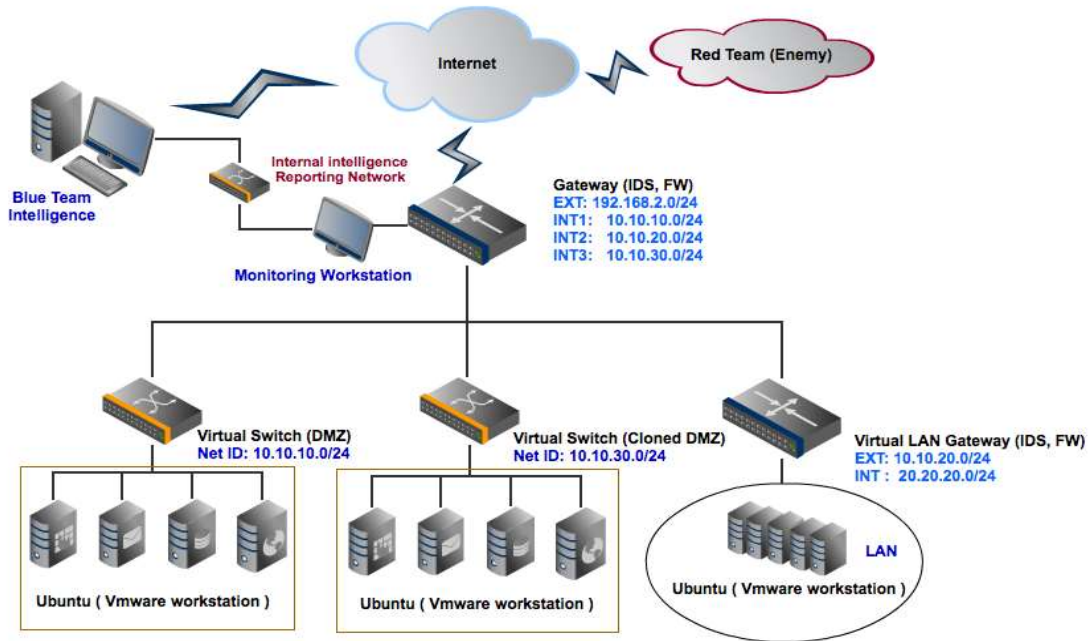 Internet
Red Team (Enemy)
Internal intelligence
Reporting Network
Blue Team
Intelligence
Monitoring Workstation
Gateway (IDS, FW)
EXT: 192.168.2.0/24
INT1: 10.10.10.0/24
INT2: 10.10.20.0/24
INT3: 10.10.30.0/24
Virtual Switch (DMZ)
Net ID: 10.10.10.0/24
Virtual Switch (Cloned DMZ)
Net ID: 10.10.30.0/24
Virtual LAN Gateway (IDS, FW)
EXT: 10.10.20.0/24
INT : 20.20.20.0/24
Ubuntu ( Vmware workstation )
Ubuntu ( Vmware workstation )
LAN
Ubuntu ( Vmware workstation )